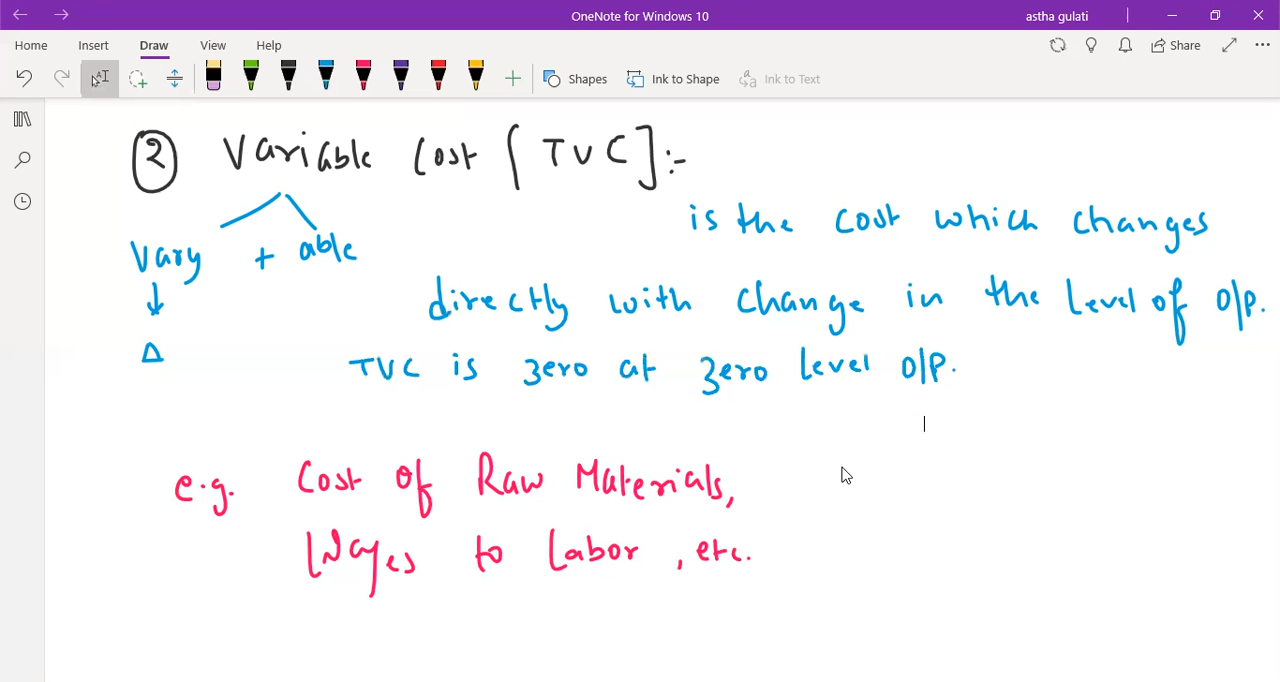 OneNote for Windows 10
astha gulati
Home Insert Draw View Help
Share
Shapes Ink to Shape Ink to Text
② Variable Cost [TVC]:-
Vary + able
is the cost which changes
directly with change in the level of O/P.
↓
Δ
TVC is zero at zero level O/P.
e.g. Cost of Raw Materials,
Wages to Labor, etc.